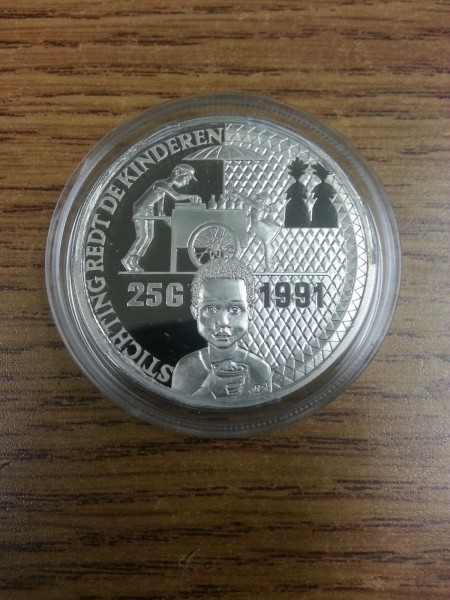 STICHTING REDT DE KINDEREN
25G 1991